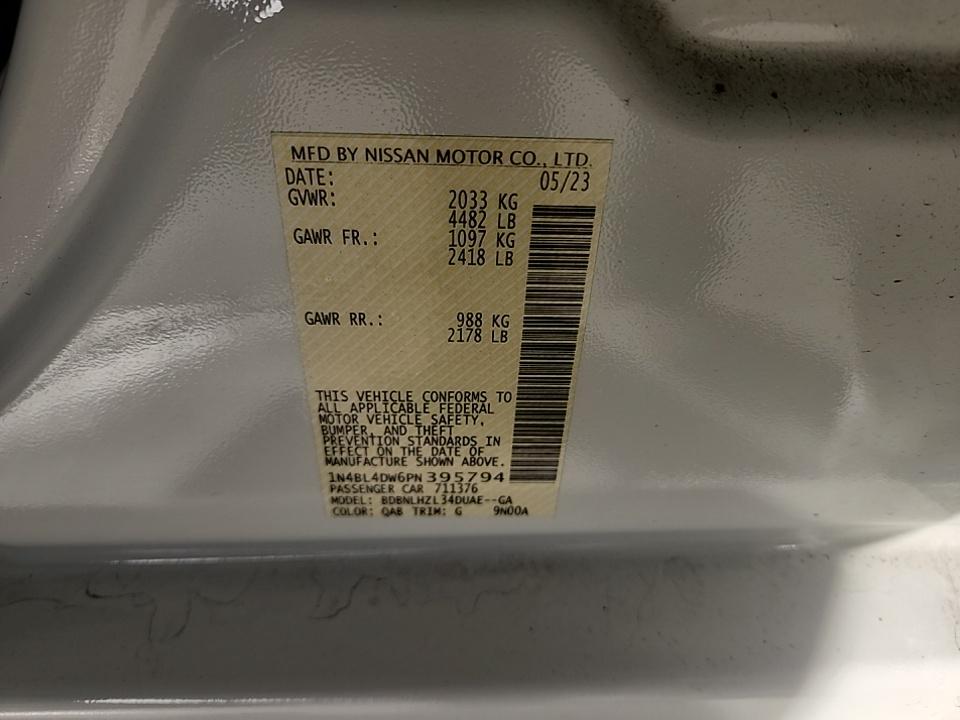 MFD BY NISSAN MOTOR CO., LTD.
DATE: 05/23
GVWR: 2033 KG
4482 LB
GAWR FR.: 1097 KG
2418 LB
GAWR RR.: 988 KG
2178 LB
THIS VEHICLE CONFORMS TO
ALL APPLICABLE FEDERAL
MOTOR VEHICLE SAFETY,
BUMPER, AND THEFT
PREVENTION STANDARDS IN
EFFECT ON THE DATE OF
MANUFACTURE SHOWN ABOVE.
1N4BL4DW6PN395794
PASSENGER CAR 711376
MODEL: BDBNLHZL34DUAE--GA
COLOR: QAB TRIM: G 9N00A